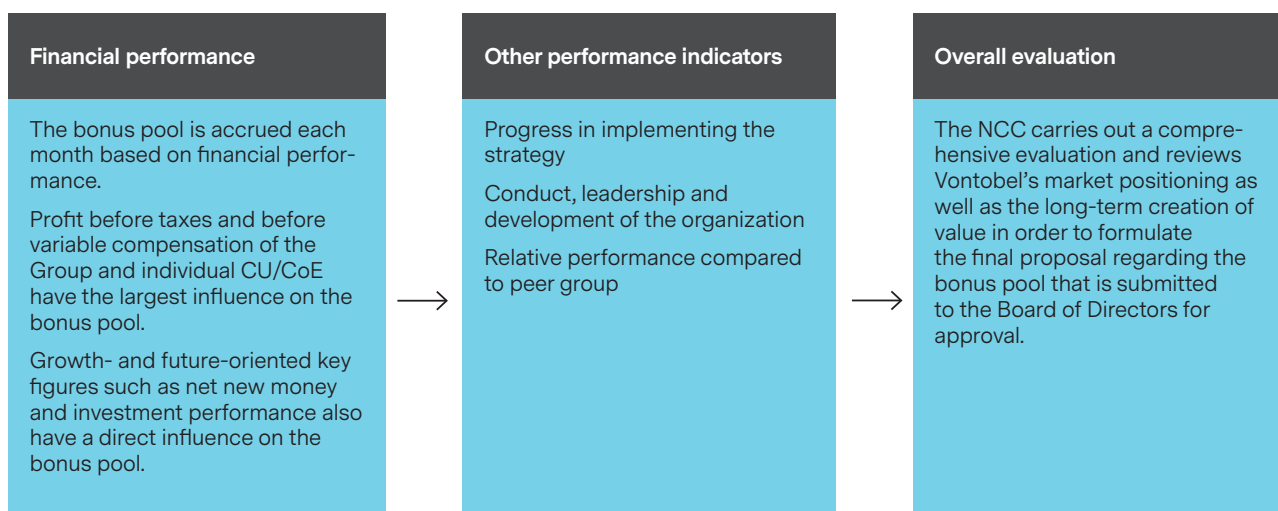 Financial performance
The bonus pool is accrued each
month based on financial perfor-
mance.
Profit before taxes and before
variable compensation of the
Group and individual CU/CoE
have the largest influence on the
bonus pool.
Growth- and future-oriented key
figures such as net new money
and investment performance also
have a direct influence on the
bonus pool.
Other performance indicators
Progress in implementing the
strategy
Conduct, leadership and
development of the organization
Relative performance compared
to peer group
Overall evaluation
The NCC carries out a compre-
hensive evaluation and reviews
Vontobel’s market positioning as
well as the long-term creation of
value in order to formulate
the final proposal regarding the
bonus pool that is submitted
to the Board of Directors for
approval.